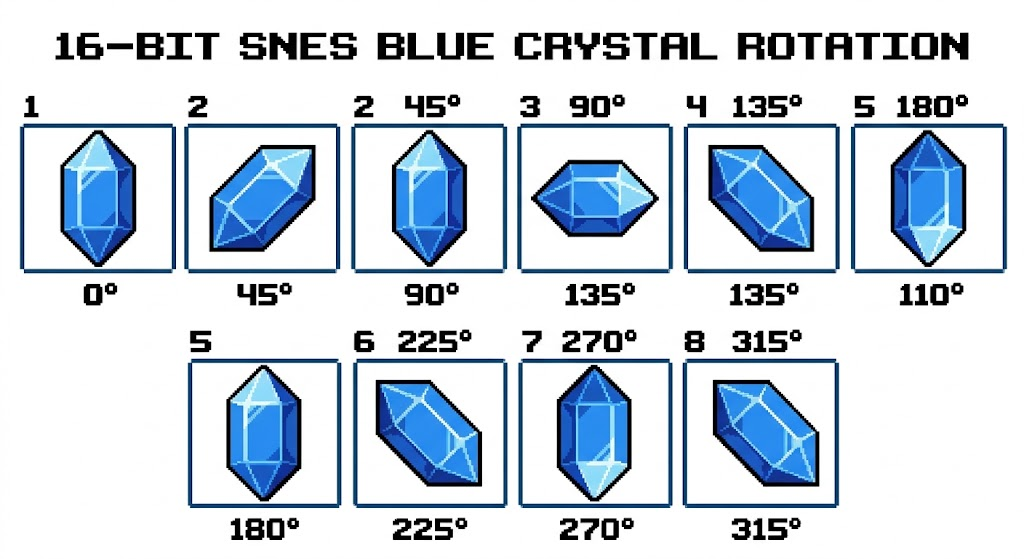 16-BIT SNES BLUE CRYSTAL ROTATION
1 2 2 45° 3 90° 4 135° 5 180°
0° 45° 90° 135° 135° 110°
5 6 225° 7 270° 8 315°
180° 225° 270° 315°